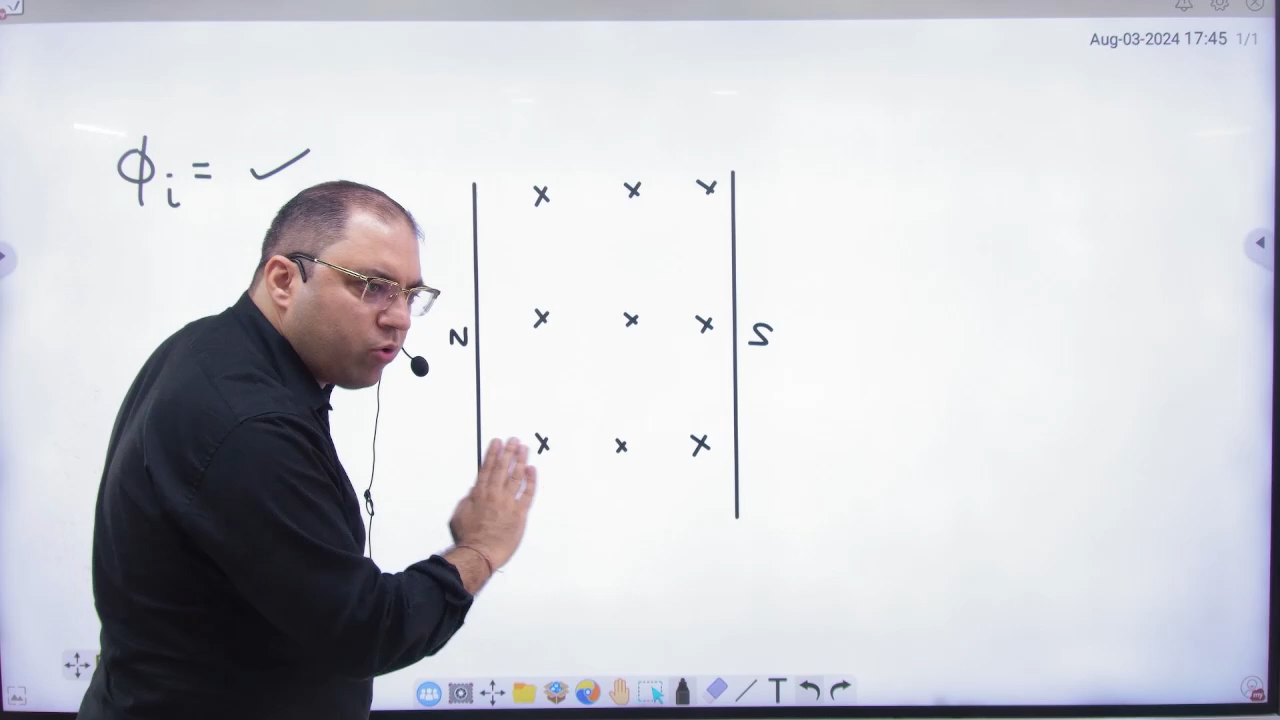 Aug-03-2024 17:45 1/1
ϕi = ✓
× × ×
× × ×
N S
× × ×
T